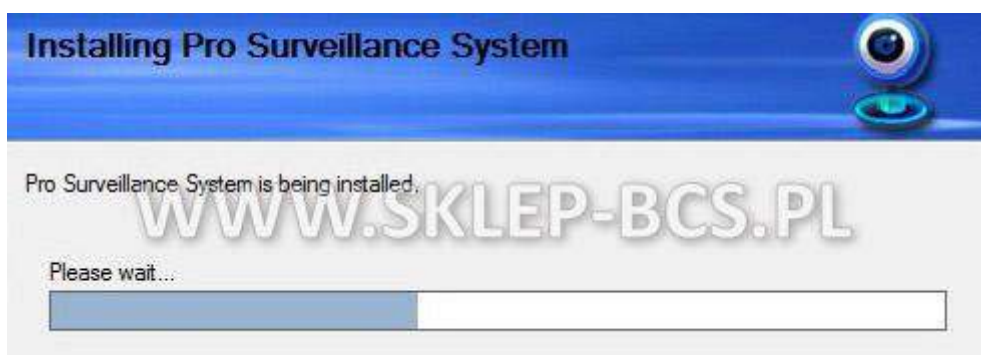 Installing Pro Surveillance System
Pro Surveillance System is being installed.
WWW.SKLEP-BCS.PL
Please wait...